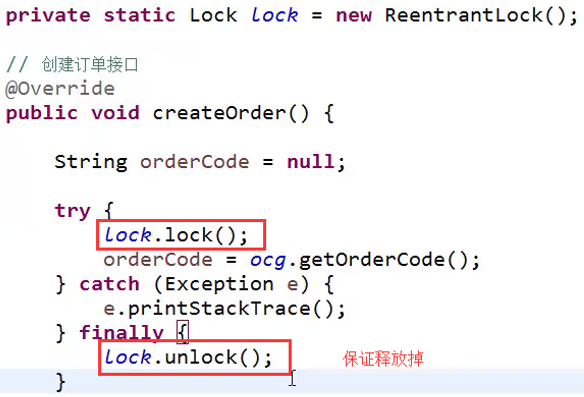 private static Lock lock = new ReentrantLock();
// 创建订单接口
@Override
public void createOrder() {
String orderCode = null;
try {
lock.lock();
orderCode = ocg.getOrderCode();
} catch (Exception e) {
e.printStackTrace();
} finally {
lock.unlock(); 保证释放掉
}